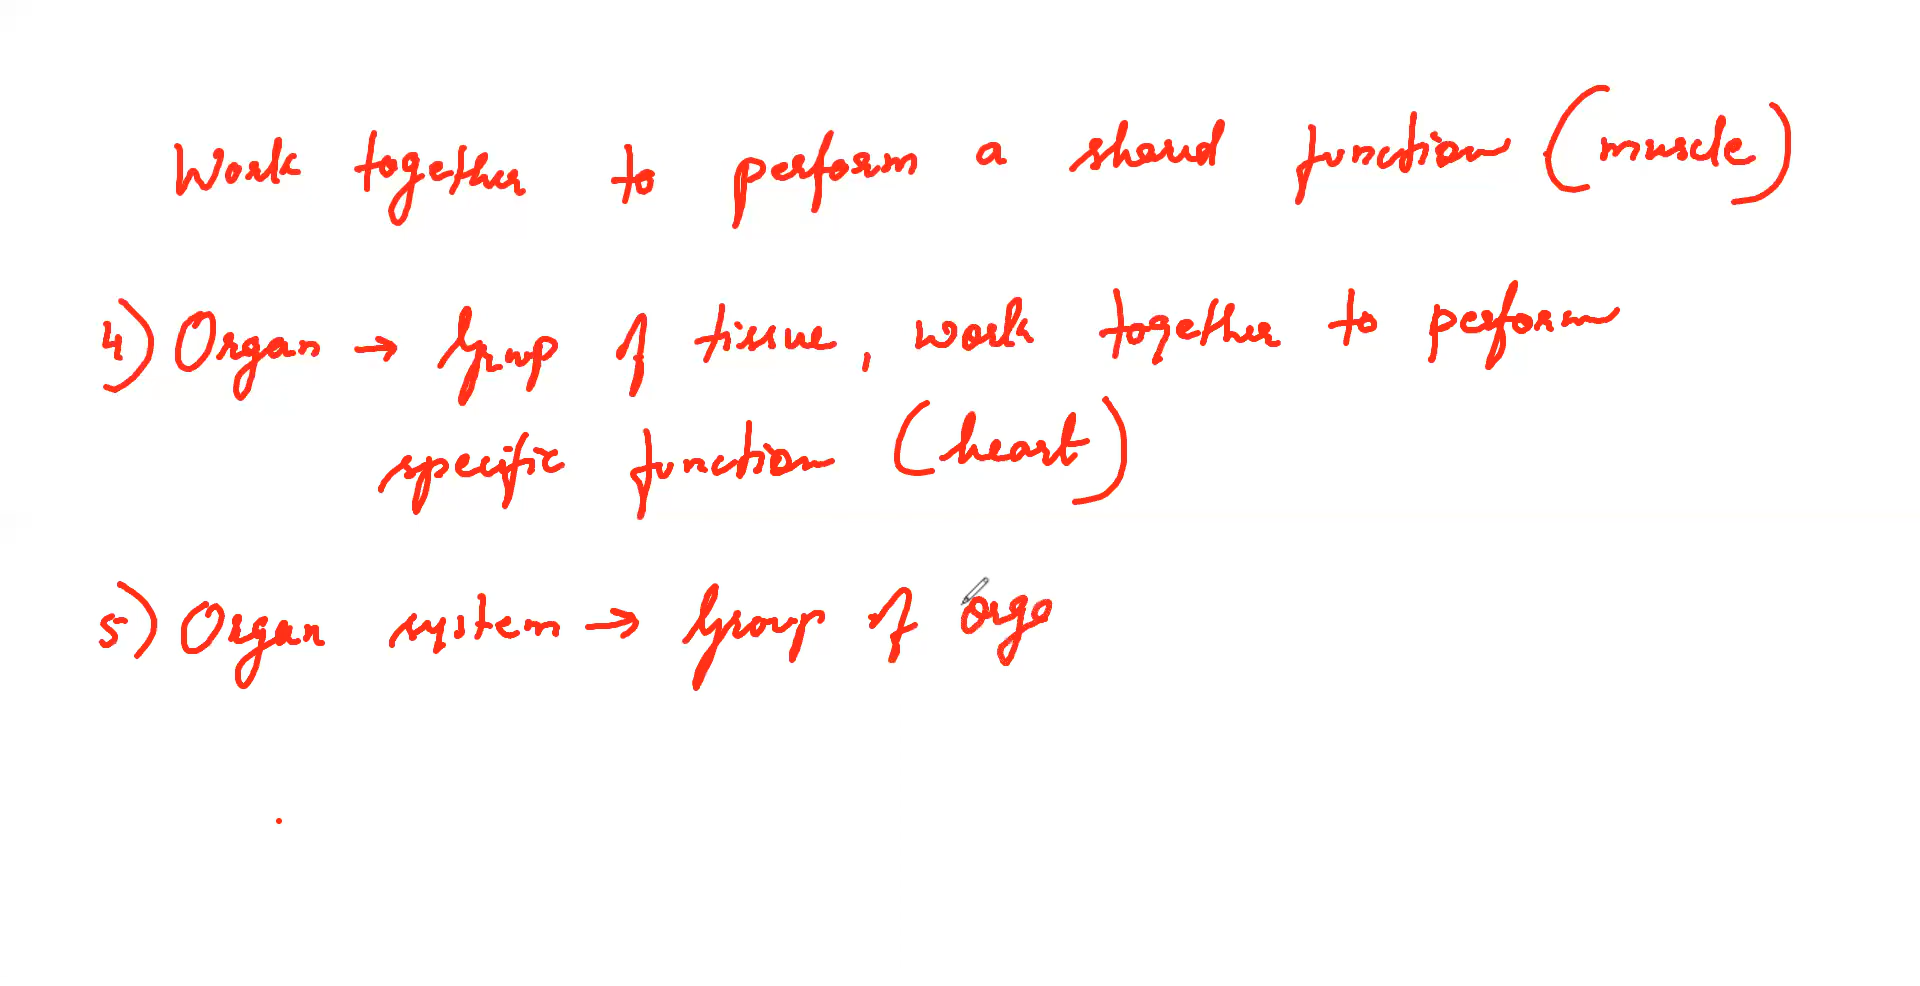 Work together to perform a shared function (muscle)
4) Organ → Group of tissue, work together to perform
specific function (heart)
5) Organ system → Group of orga